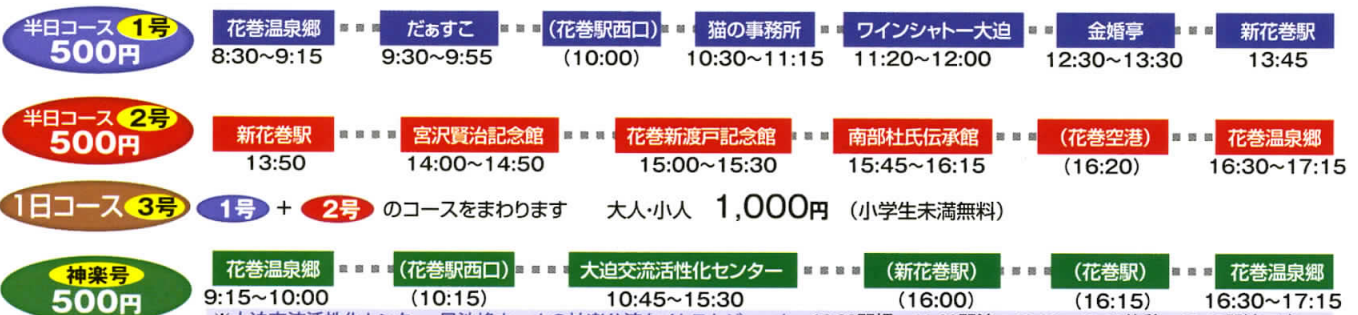 半日コース 1号 花巻温泉郷 だぁすこ (花巻駅西口) 猫の事務所 ワインシャトー大迫 金婚亭 新花巻駅
500円 8:30~9:15 9:30~9:55 (10:00) 10:30~11:15 11:20~12:00 12:30~13:30 13:45
半日コース 2号 新花巻駅 宮沢賢治記念館 花巻新渡戸記念館 南部杜氏伝承館 (花巻空港) 花巻温泉郷
500円 13:50 14:00~14:50 15:00~15:30 15:45~16:15 (16:20) 16:30~17:15
1日コース 3号 1号 + 2号 のコースをまわります 大人・小人 1,000円 (小学生未満無料)
神楽号 花巻温泉郷 (花巻駅西口) 大迫交流活性化センター (新花巻駅) (花巻駅) 花巻温泉郷
500円 9:15~10:00 (10:15) 10:45~15:30 (16:00) (16:15) 16:30~17:15